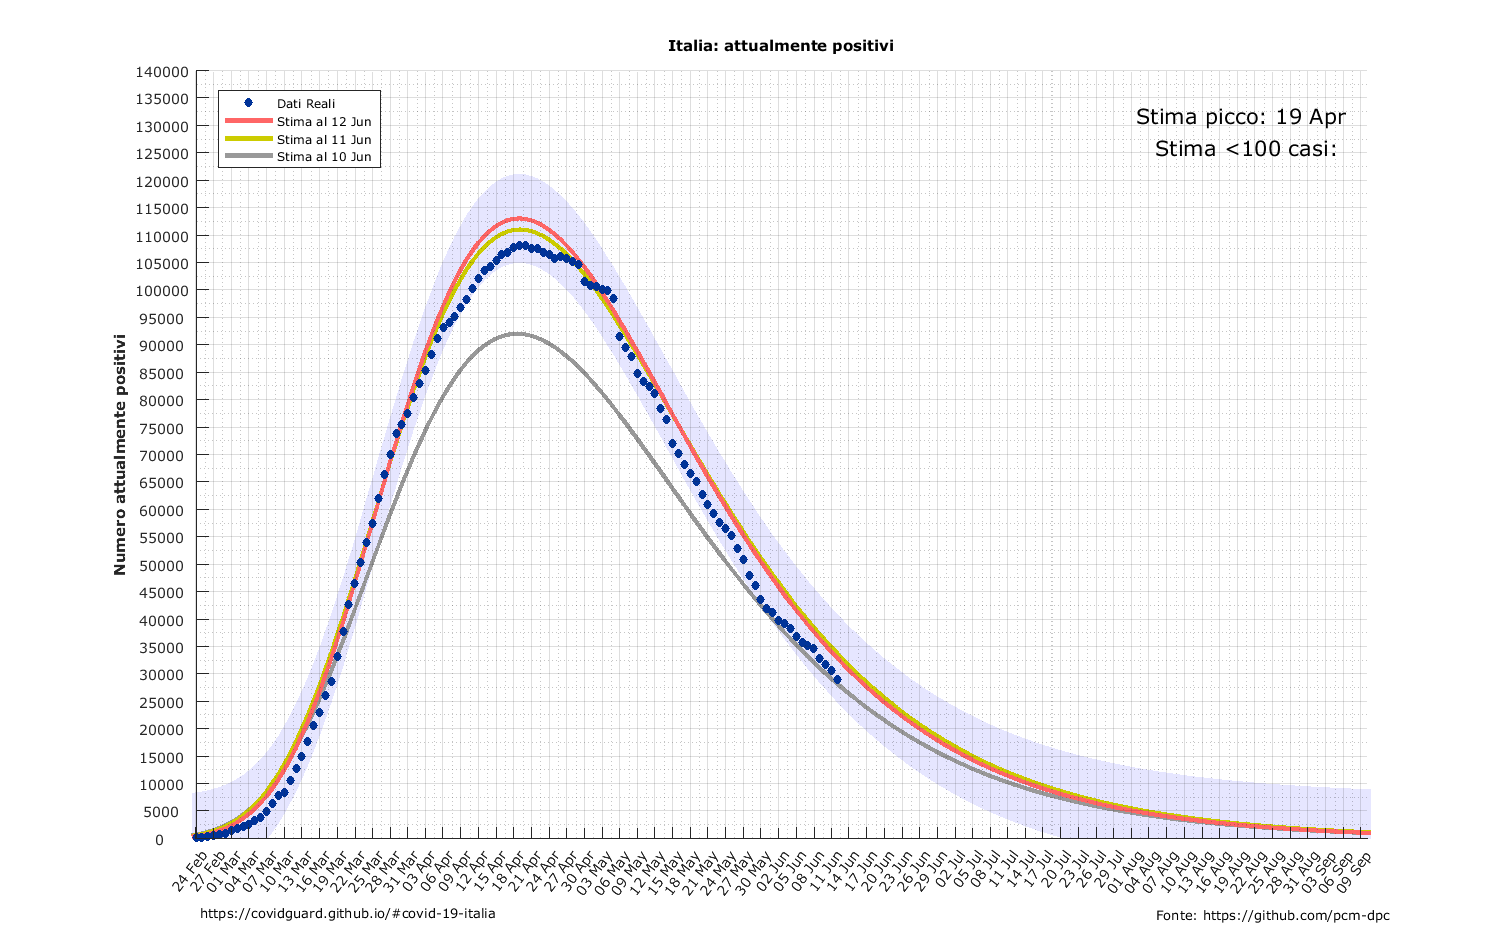 Italia: attualmente positivi
140000
135000
130000
125000
120000
115000
110000
105000
100000
95000
90000
85000
80000
75000
70000
65000
60000
55000
50000
45000
40000
35000
30000
25000
20000
15000
10000
5000
0
Numero attualmente positivi
Dati Reali
Stima al 12 Jun
Stima al 11 Jun
Stima al 10 Jun
Stima picco: 19 Apr
Stima <100 casi:
24 Feb
27 Feb
01 Mar
04 Mar
07 Mar
10 Mar
13 Mar
16 Mar
19 Mar
22 Mar
25 Mar
28 Mar
31 Mar
03 Apr
06 Apr
09 Apr
12 Apr
15 Apr
18 Apr
21 Apr
24 Apr
27 Apr
30 Apr
03 May
06 May
09 May
12 May
15 May
18 May
21 May
24 May
27 May
30 May
02 Jun
05 Jun
08 Jun
11 Jun
14 Jun
17 Jun
20 Jun
23 Jun
26 Jun
29 Jun
02 Jul
05 Jul
08 Jul
11 Jul
14 Jul
17 Jul
20 Jul
23 Jul
26 Jul
29 Jul
01 Aug
04 Aug
07 Aug
10 Aug
13 Aug
16 Aug
19 Aug
22 Aug
25 Aug
28 Aug
31 Aug
03 Sep
06 Sep
09 Sep
https://covidguard.github.io/#covid-19-italia
Fonte: https://github.com/pcm-dpc